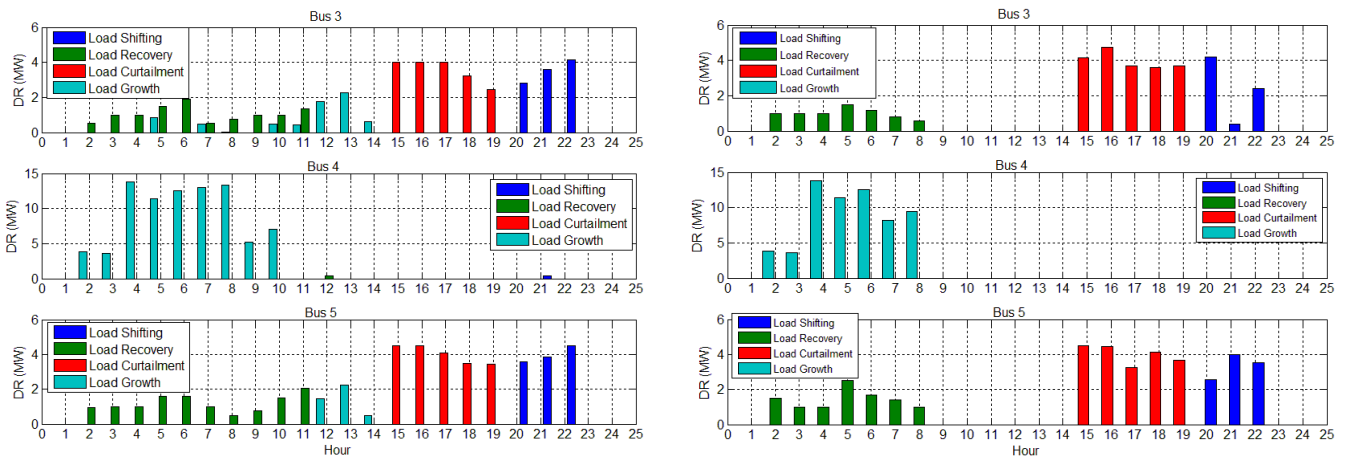 Bus 3
DR (MW)
6
4
2
0
Load Shifting
Load Recovery
Load Curtailment
Load Growth
0 1 2 3 4 5 6 7 8 9 10 11 12 13 14 15 16 17 18 19 20 21 22 23 24 25
Bus 4
DR (MW)
15
10
5
0
Load Shifting
Load Recovery
Load Curtailment
Load Growth
0 1 2 3 4 5 6 7 8 9 10 11 12 13 14 15 16 17 18 19 20 21 22 23 24 25
Bus 5
DR (MW)
6
4
2
0
Load Shifting
Load Recovery
Load Curtailment
Load Growth
0 1 2 3 4 5 6 7 8 9 10 11 12 13 14 15 16 17 18 19 20 21 22 23 24 25
Hour
Bus 3
DR (MW)
6
4
2
0
Load Shifting
Load Recovery
Load Curtailment
Load Growth
0 1 2 3 4 5 6 7 8 9 10 11 12 13 14 15 16 17 18 19 20 21 22 23 24 25
Bus 4
DR (MW)
15
10
5
0
Load Shifting
Load Recovery
Load Curtailment
Load Growth
0 1 2 3 4 5 6 7 8 9 10 11 12 13 14 15 16 17 18 19 20 21 22 23 24 25
Bus 5
DR (MW)
6
4
2
0
Load Shifting
Load Recovery
Load Curtailment
Load Growth
0 1 2 3 4 5 6 7 8 9 10 11 12 13 14 15 16 17 18 19 20 21 22 23 24 25
Hour